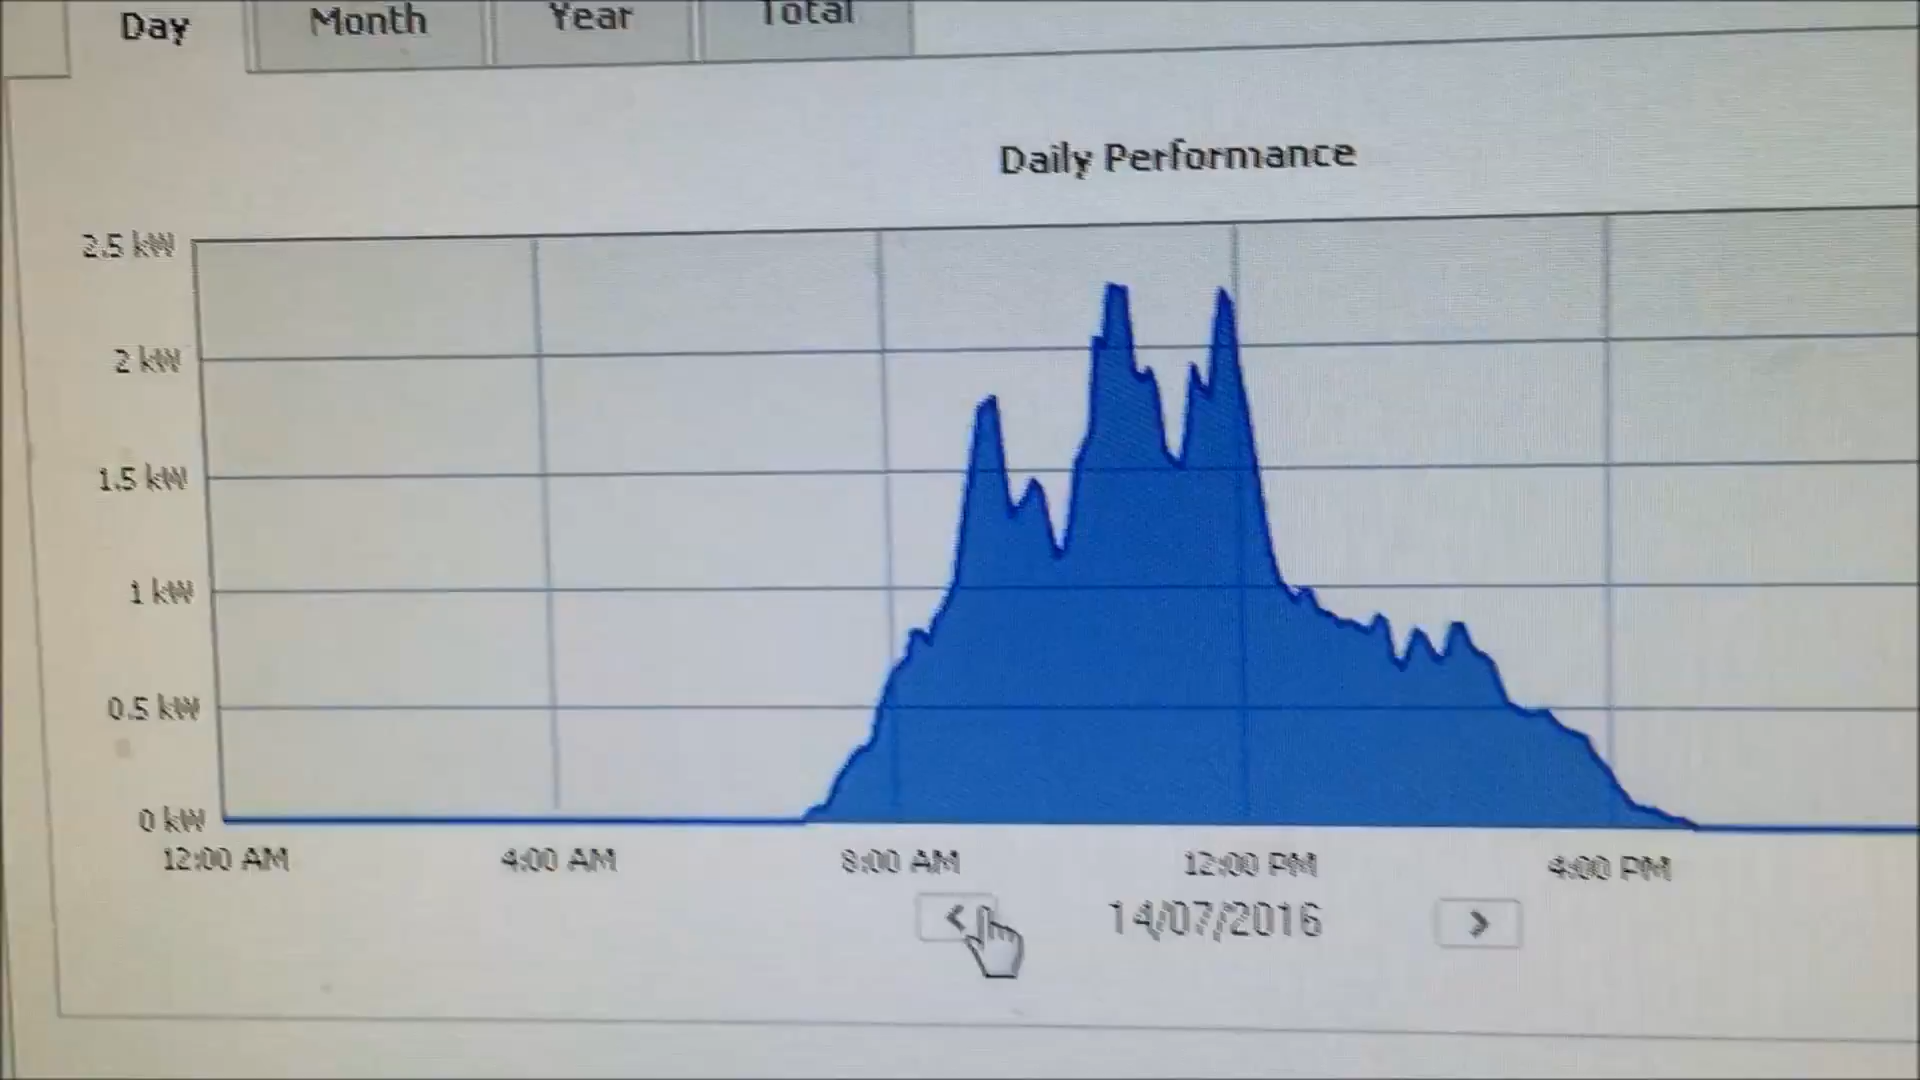 Day Month Year Total
Daily Performance
2.5 kW
2 kW
1.5 kW
1 kW
0.5 kW
0 kW
12:00 AM 4:00 AM 8:00 AM 12:00 PM 4:00 PM
< 14/07/2016 >